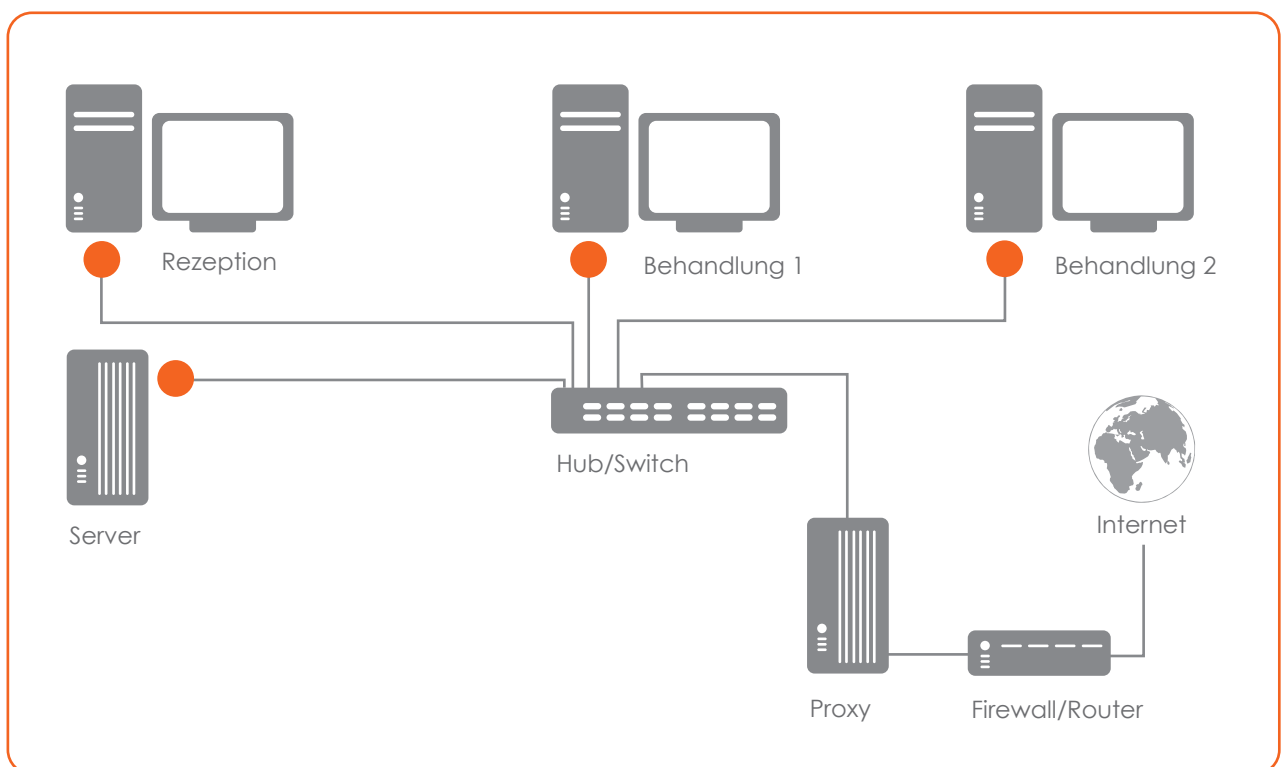 Rezeption
Behandlung 1
Behandlung 2
Hub/Switch
Server
Internet
Proxy
Firewall/Router